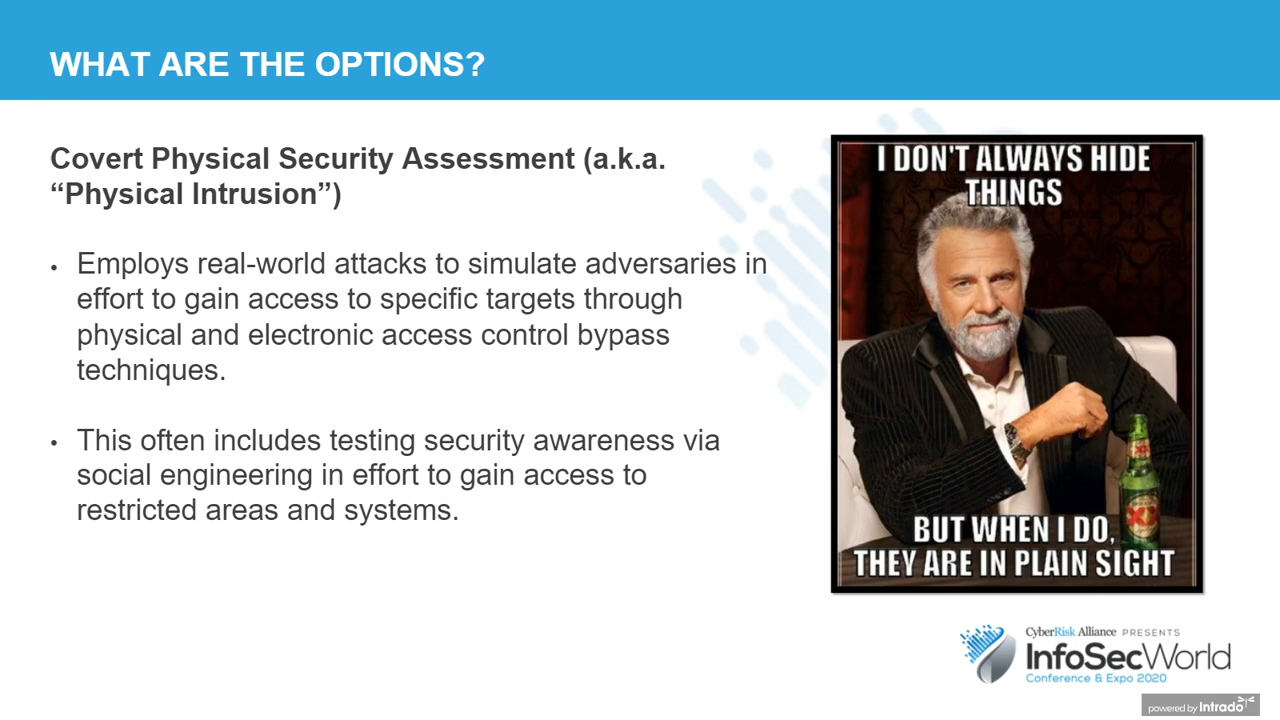 WHAT ARE THE OPTIONS?
Covert Physical Security Assessment (a.k.a.
“Physical Intrusion”)
• Employs real-world attacks to simulate adversaries in
effort to gain access to specific targets through
physical and electronic access control bypass
techniques.
• This often includes testing security awareness via
social engineering in effort to gain access to
restricted areas and systems.
I DON'T ALWAYS HIDE
THINGS
XX
BUT WHEN I DO,
THEY ARE IN PLAIN SIGHT
CyberRisk Alliance PRESENTS
InfoSecWorld
Conference & Expo 2020
powered by Intrado